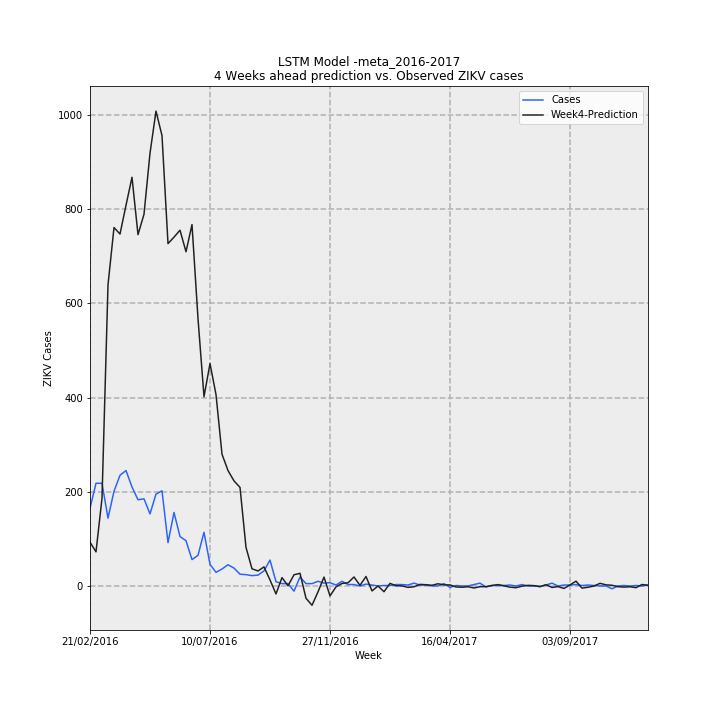 LSTM Model -meta_2016-2017
4 Weeks ahead prediction vs. Observed ZIKV cases
Cases
Week4-Prediction
1000
800
600
400
200
0
ZIKV Cases
21/02/2016
10/07/2016
27/11/2016
16/04/2017
03/09/2017
Week